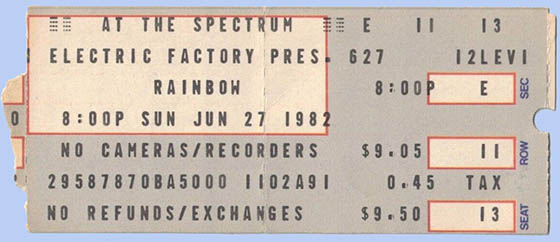 AT THE SPECTRUM E 11 13
ELECTRIC FACTORY PRES. 627 12LEV1
RAINBOW 8:00P E SEC
0 8:00P SUN JUN 27 1982
NO CAMERAS/RECORDERS $9.05 11 ROW
29587870BA5000 1102A91 0.45 TAX
NO REFUNDS/EXCHANGES $9.50 13 SEAT